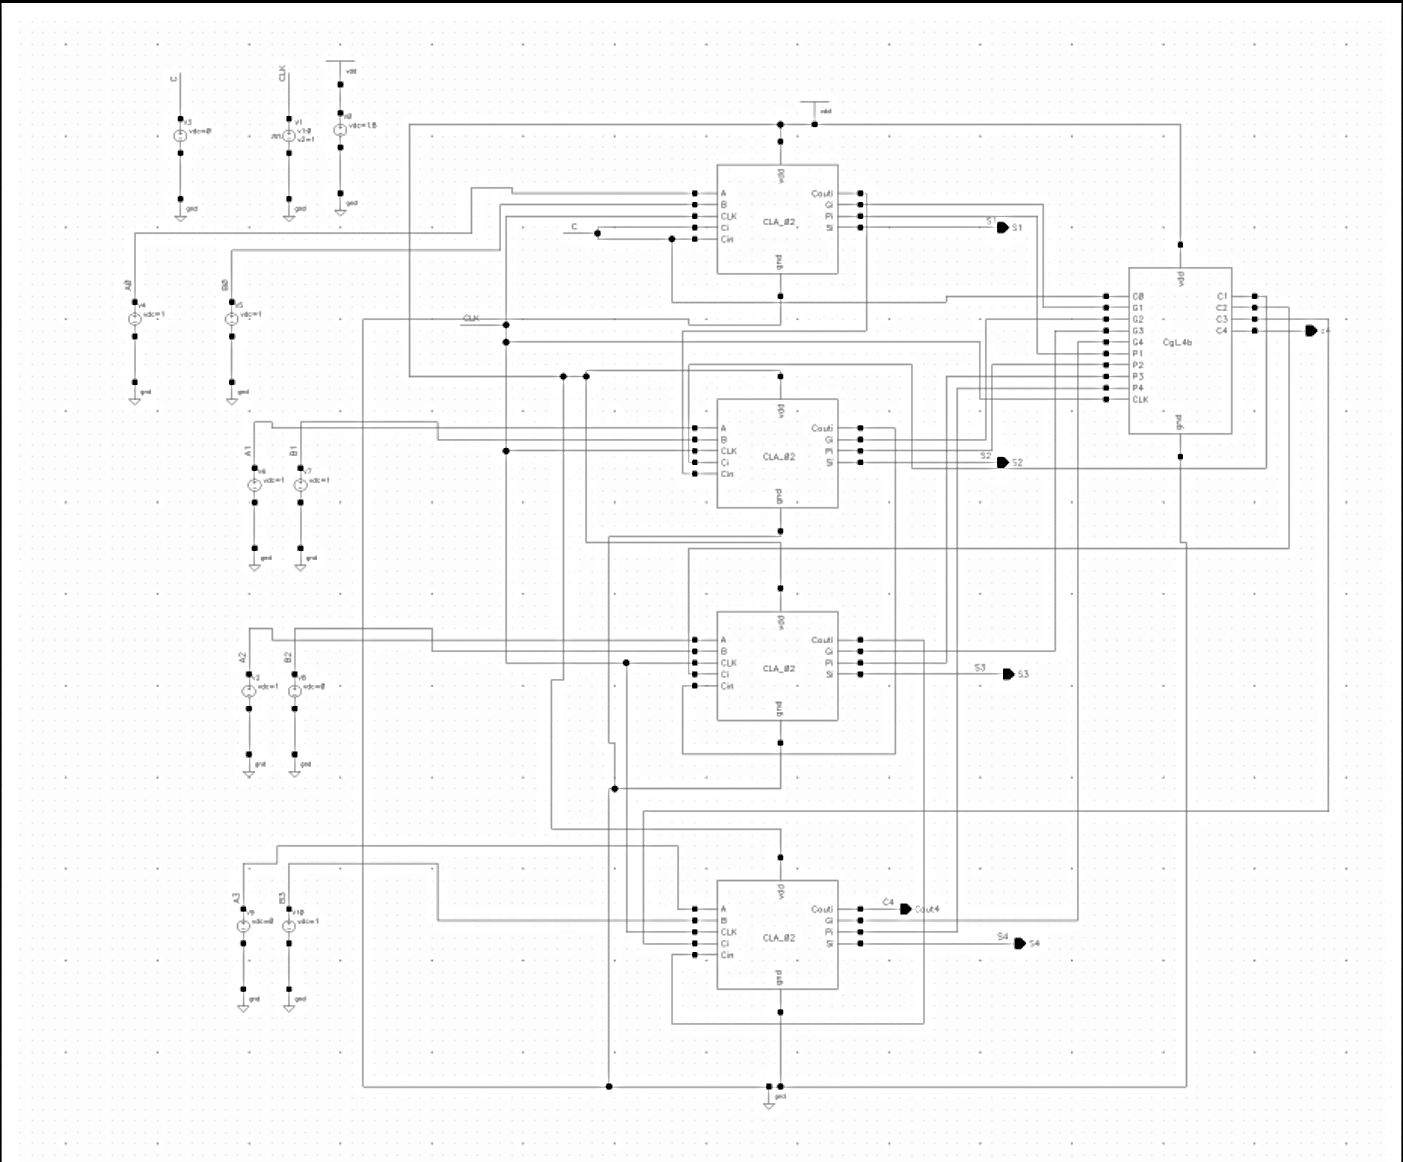 C
V3
vdc=0
gnd
CLK
V1
v1:0
v2=1
gnd
vdd
vdc=1.8
gnd
vdd
A0
V4
vdc=1
gnd
B0
V5
vdc=1
gnd
A1
V6
vdc=1
gnd
B1
V7
vdc=1
gnd
A2
V2
vdc=1
gnd
B2
V8
vdc=0
gnd
A3
V9
vdc=0
gnd
B3
V10
vdc=1
gnd
C
CLK
vdd
A
B
CLK
Ci
Cin
CLA_02
Couti
Gi
Pi
Si
gnd
S1
S1
vdd
A
B
CLK
Ci
Cin
CLA_02
Couti
Gi
Pi
Si
gnd
S2
S2
vdd
A
B
CLK
Ci
Cin
CLA_02
Couti
Gi
Pi
Si
gnd
S3
S3
vdd
A
B
CLK
Ci
Cin
CLA_02
Couti
Gi
Pi
Si
gnd
C4
Cout4
S4
S4
gnd
vdd
C0
G1
G2
G3
G4
P1
P2
P3
P4
CLK
CgL_4b
C1
C2
C3
C4
gnd
c4